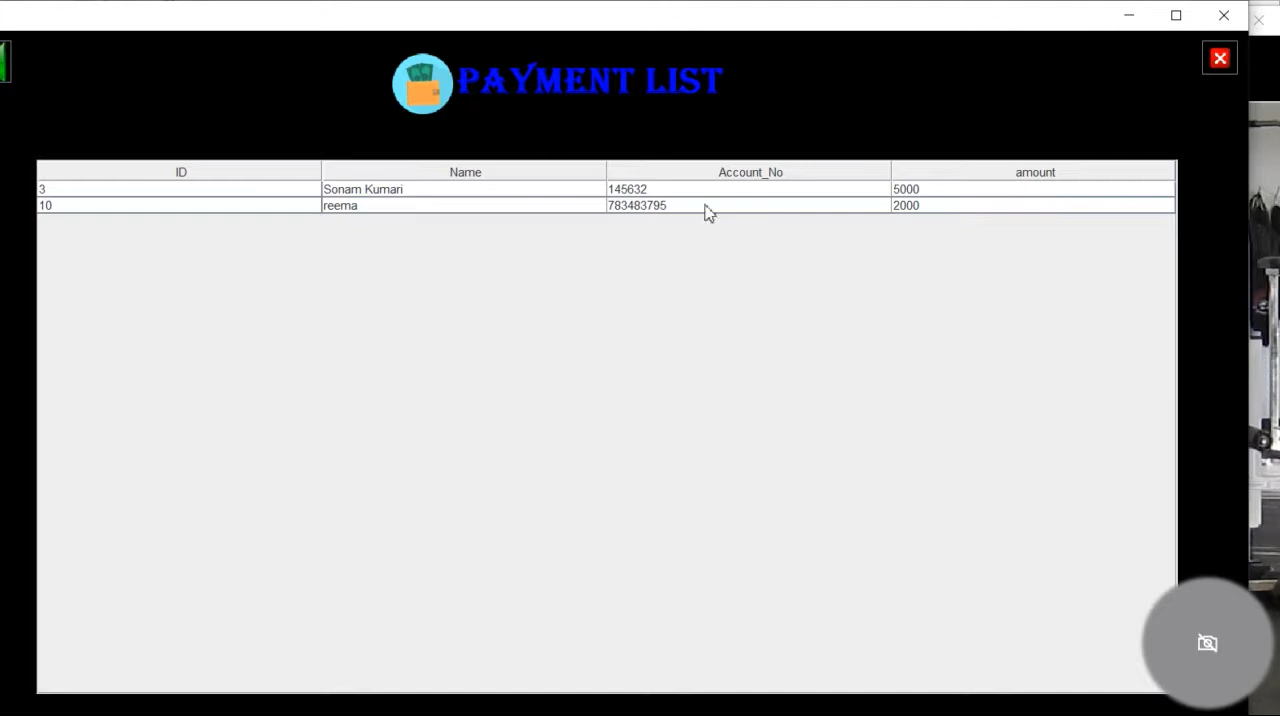 PAYMENT LIST
ID Name Account_No amount
3 Sonam Kumari 145632 5000
10 reema 783483795 2000